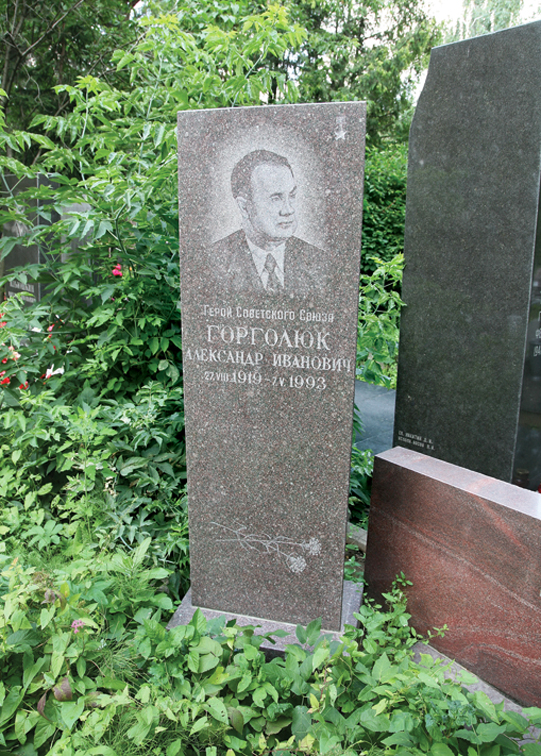 Герой Советского Союза
ГОРГОЛЮК
АЛЕКСАНДР ИВАНОВИЧ
27.VIII.1919 - 7.V.1993